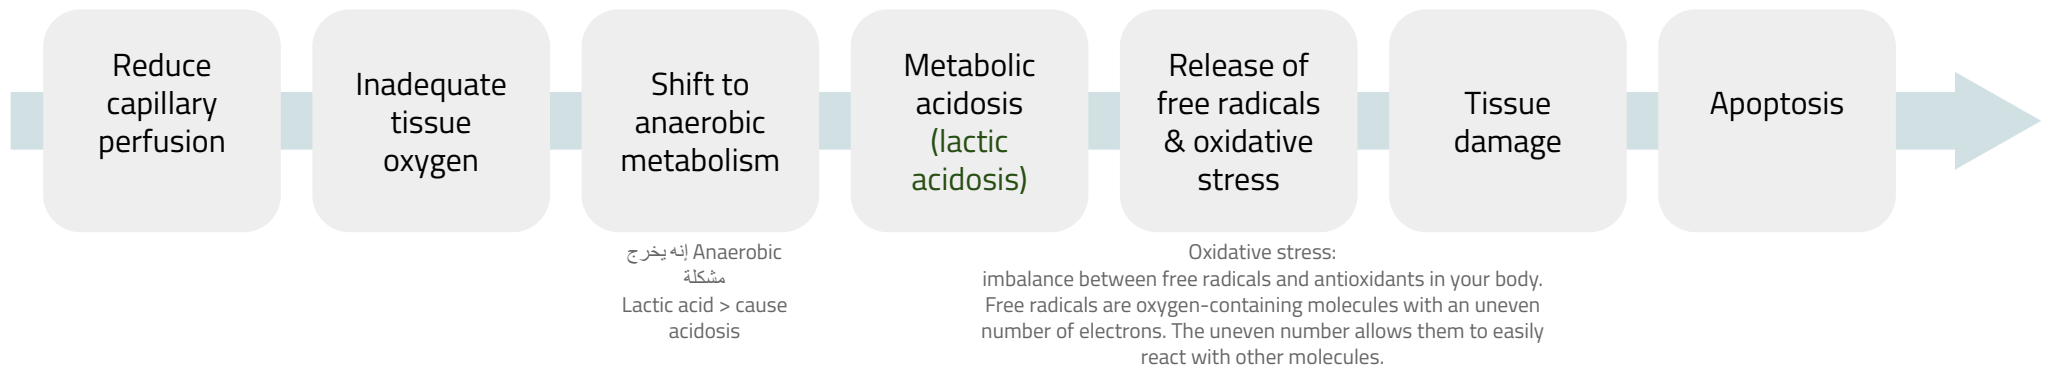 Reduce
capillary
perfusion
Inadequate
tissue
oxygen
Shift to
anaerobic
metabolism
Metabolic
acidosis
(lactic
acidosis)
Release of
free radicals
& oxidative
stress
Tissue
damage
Apoptosis
Anaerobic إنه يخرج
مشكلة
Lactic acid > cause
acidosis
Oxidative stress:
imbalance between free radicals and antioxidants in your body.
Free radicals are oxygen-containing molecules with an uneven
number of electrons. The uneven number allows them to easily
react with other molecules.